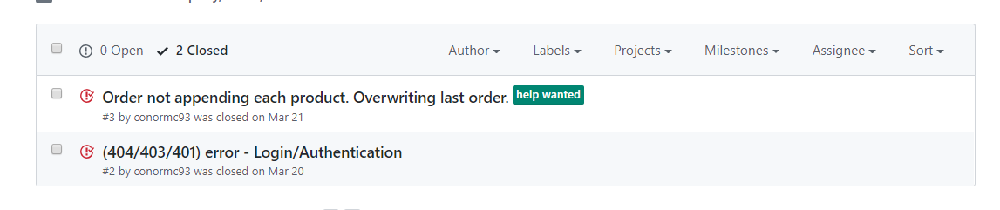 0 Open 2 Closed Author Labels Projects Milestones Assignee Sort
Order not appending each product. Overwriting last order. help wanted
#3 by conormc93 was closed on Mar 21
(404/403/401) error - Login/Authentication
#2 by conormc93 was closed on Mar 20